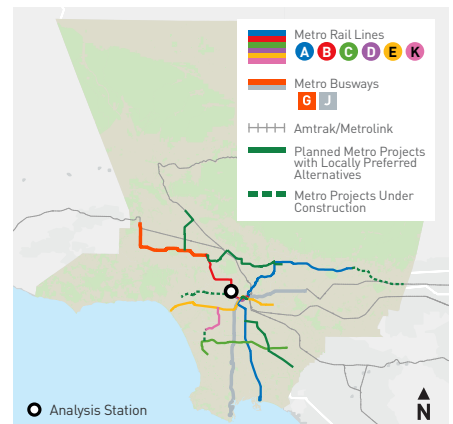 Metro Rail Lines
A B C D E K
Metro Busways
G J
Amtrak/Metrolink
Planned Metro Projects
with Locally Preferred
Alternatives
Metro Projects Under
Construction
Analysis Station
N